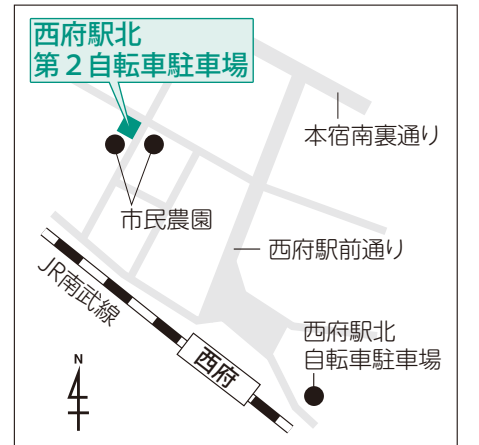 西府駅北
第２自転車駐車場
本宿南裏通り
市民農園
西府駅前通り
JR南武線
西府駅北
自転車駐車場
西府
N